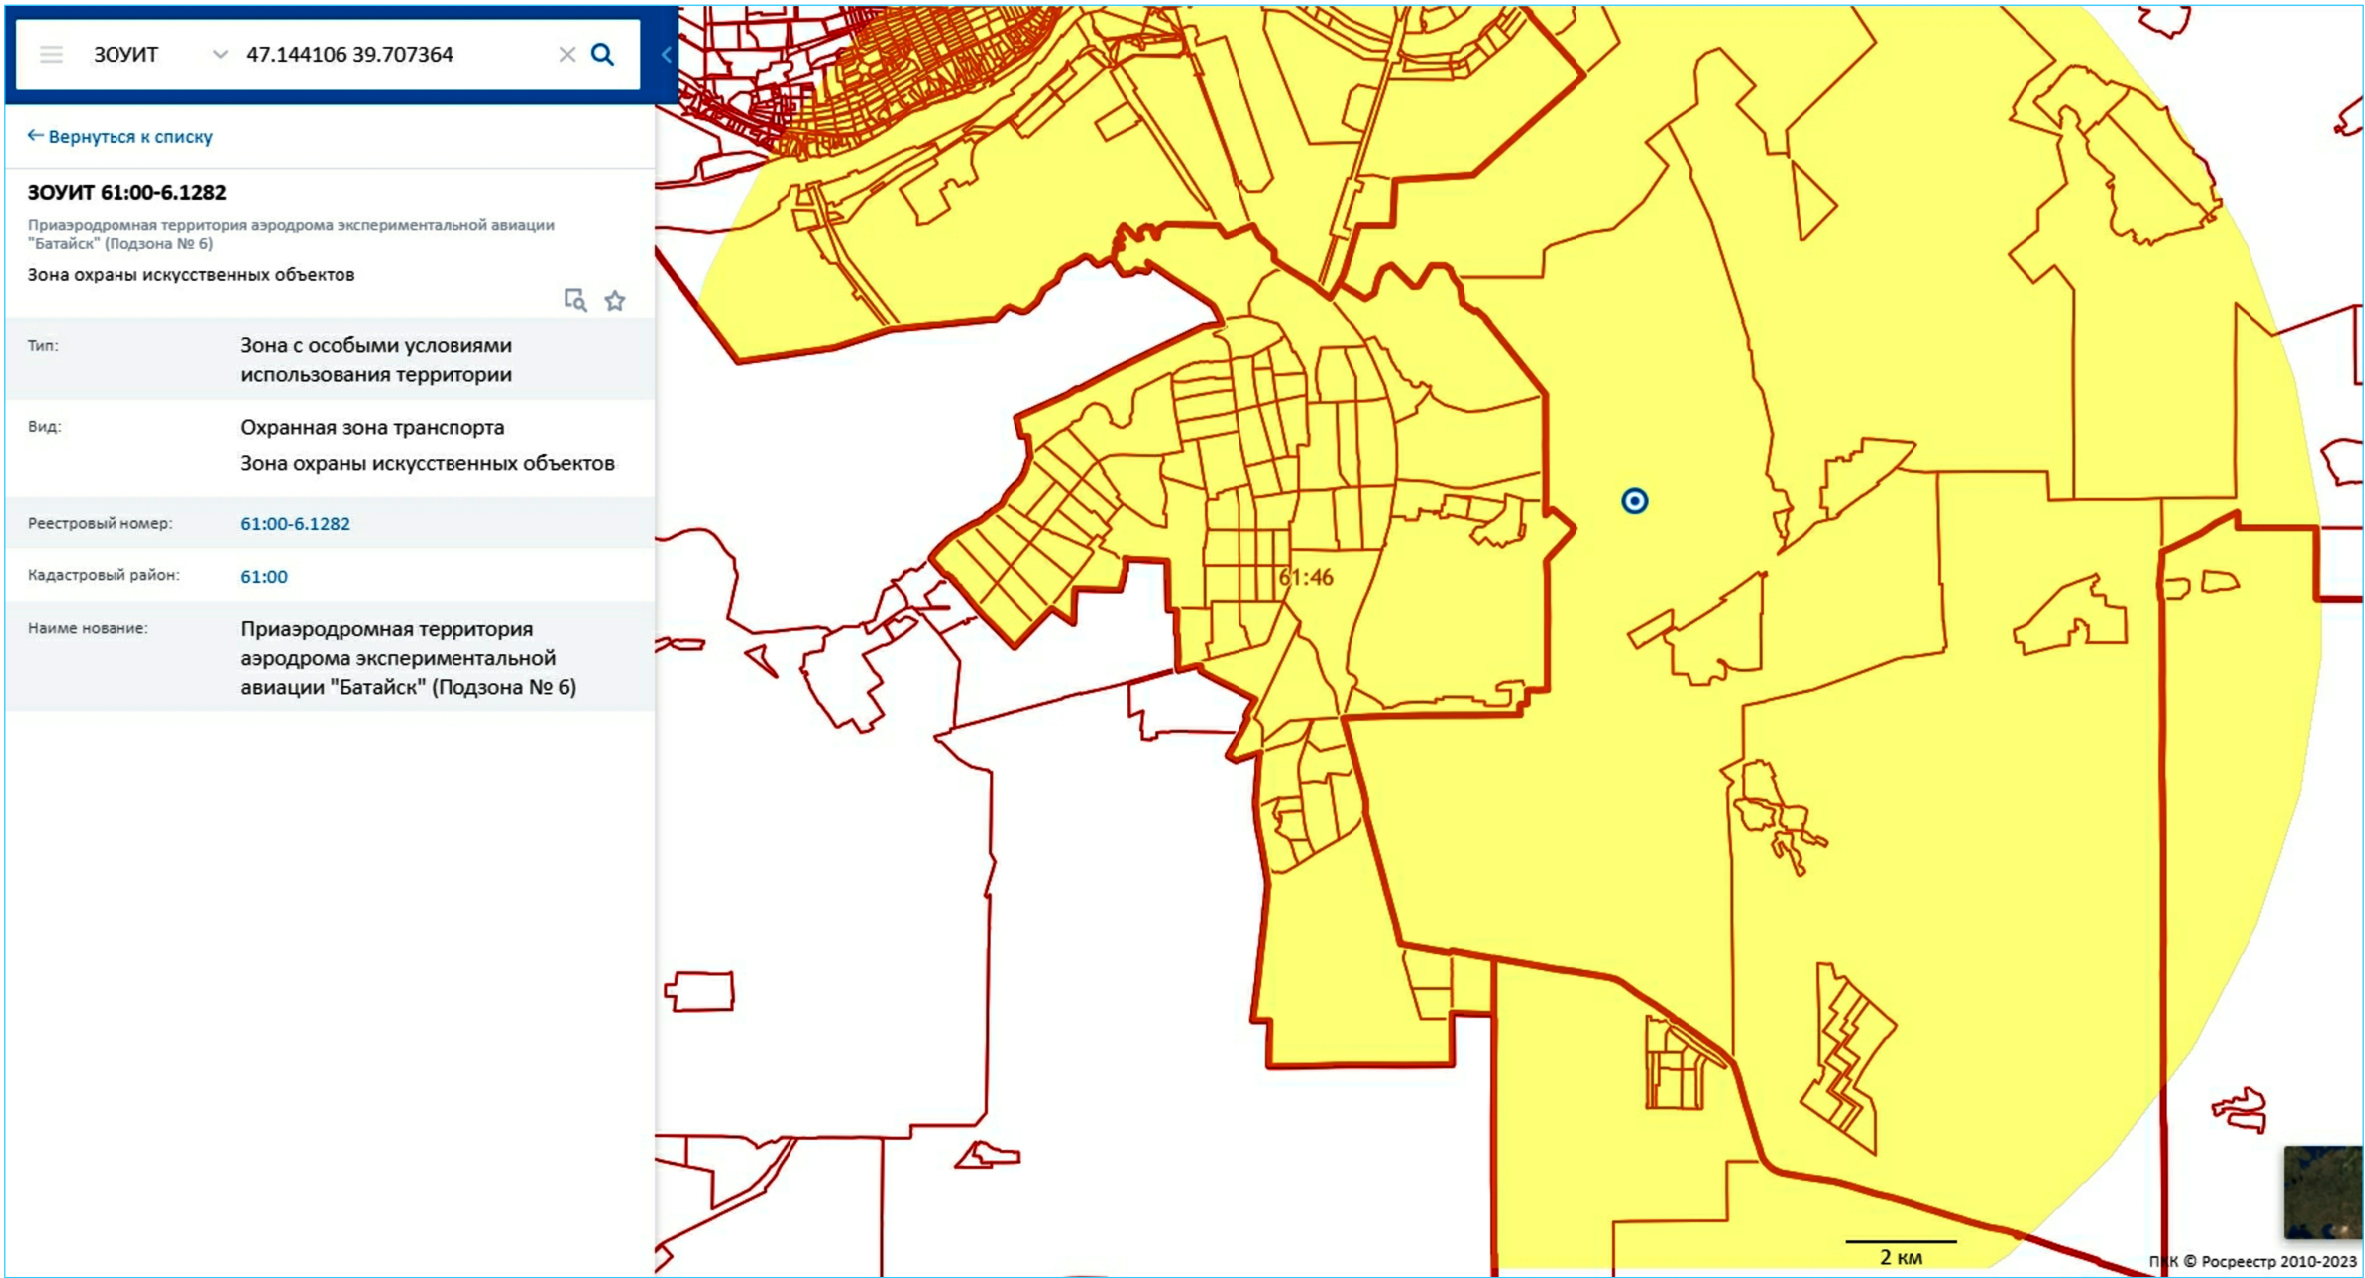 ЗОУИТ 47.144106 39.707364
Вернуться к списку
ЗОУИТ 61:00-6.1282
Приаэродромная территория аэродрома экспериментальной авиации
"Батайск" (Подзона № 6)
Зона охраны искусственных объектов
Тип: Зона с особыми условиями
использования территории
Вид: Охранная зона транспорта
Зона охраны искусственных объектов
Реестровый номер: 61:00-6.1282
Кадастровый район: 61:00
Наиме нование: Приаэродромная территория
аэродрома экспериментальной
авиации "Батайск" (Подзона № 6)
61:46
2 км
ПКК © Росреестр 2010-2023